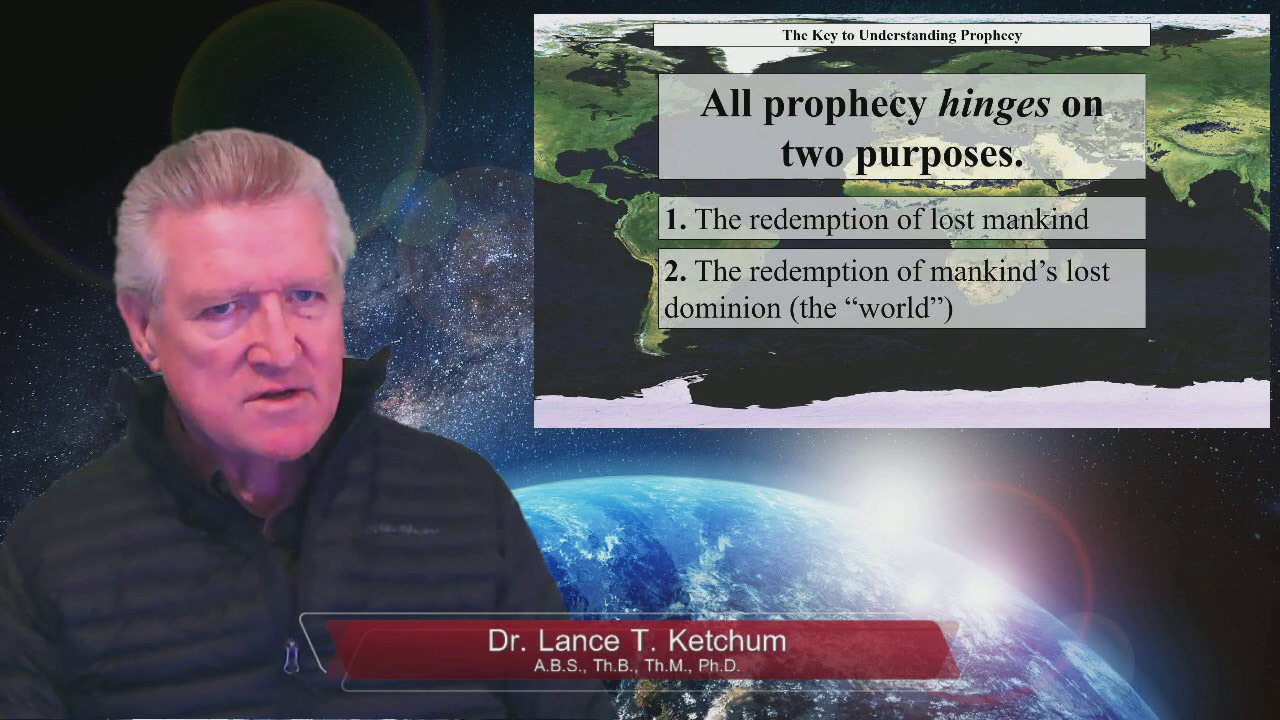 The Key to Understanding Prophecy
All prophecy hinges on
two purposes.
1. The redemption of lost mankind
2. The redemption of mankind’s lost
dominion (the “world”)
Dr. Lance T. Ketchum
A.B.S., Th.B., Th.M., Ph.D.